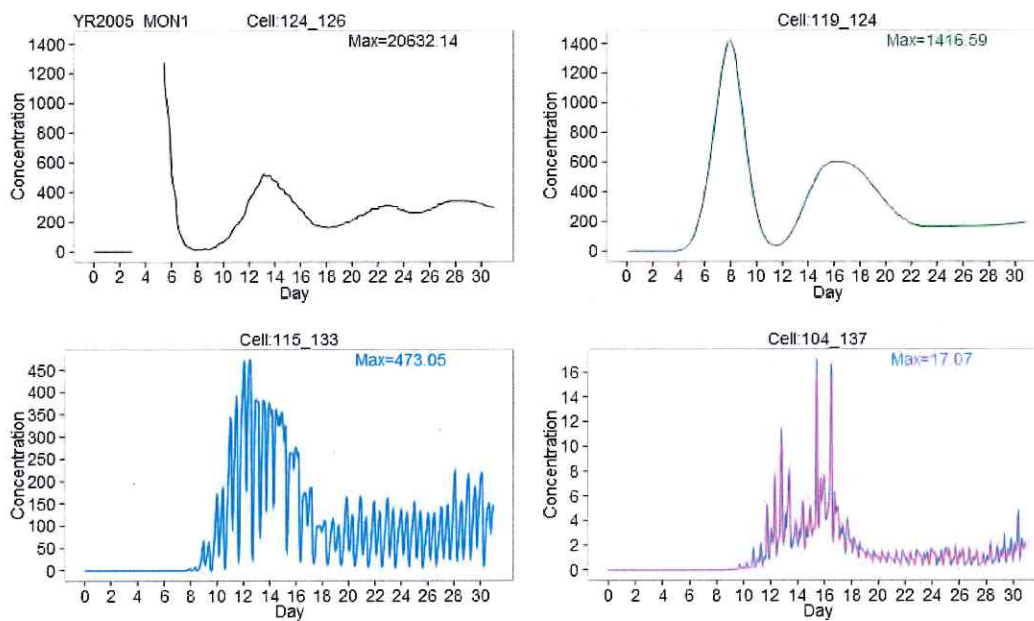 YR2005 MON1 Cell:124_126
Max=20632.14
1400
1200
1000
800
600
400
200
0
Concentration
0 2 4 6 8 10 12 14 16 18 20 22 24 26 28 30
Day
Cell:119_124
Max=1416.59
1400
1200
1000
800
600
400
200
0
Concentration
0 2 4 6 8 10 12 14 16 18 20 22 24 26 28 30
Day
Cell:115_133
Max=473.05
450
400
350
300
250
200
150
100
50
0
Concentration
0 2 4 6 8 10 12 14 16 18 20 22 24 26 28 30
Day
Cell:104_137
Max=17.07
16
14
12
10
8
6
4
2
0
Concentration
0 2 4 6 8 10 12 14 16 18 20 22 24 26 28 30
Day